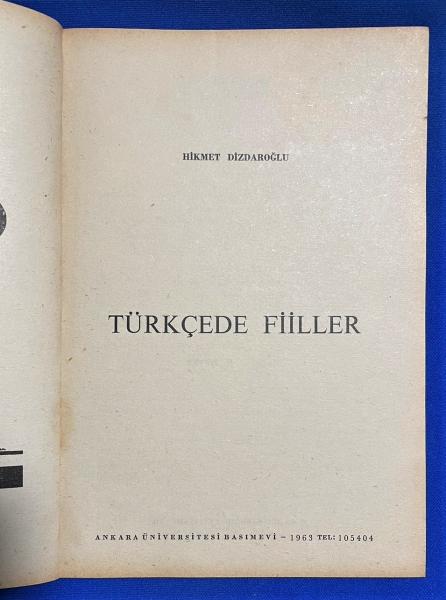 HİKMET DİZDAROĞLU
TÜRKÇEDE FİİLLER
ANKARA ÜNİVERSİTESİ BASIMEVİ – 1963 TEL: 105404